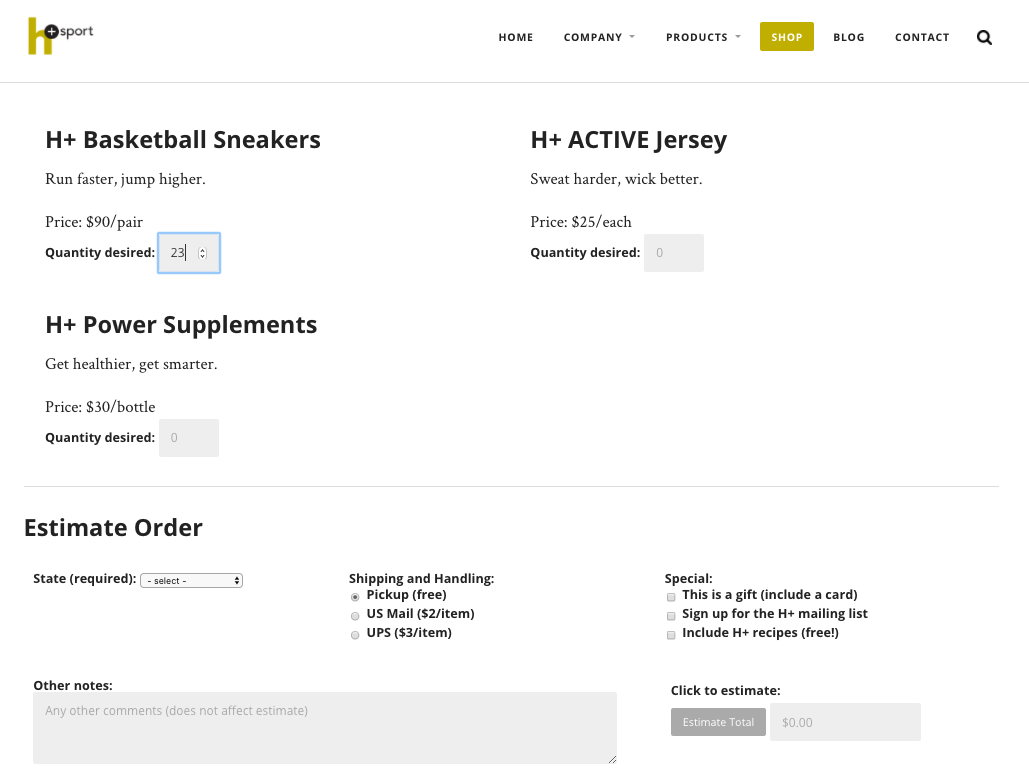 h+ sport
HOME COMPANY PRODUCTS SHOP BLOG CONTACT
H+ Basketball Sneakers
Run faster, jump higher.
Price: $90/pair
Quantity desired: 23
H+ ACTIVE Jersey
Sweat harder, wick better.
Price: $25/each
Quantity desired: 0
H+ Power Supplements
Get healthier, get smarter.
Price: $30/bottle
Quantity desired: 0
Estimate Order
State (required): - select -
Shipping and Handling:
Pickup (free)
US Mail ($2/item)
UPS ($3/item)
Special:
This is a gift (include a card)
Sign up for the H+ mailing list
Include H+ recipes (free!)
Other notes:
Any other comments (does not affect estimate)
Click to estimate:
Estimate Total $0.00